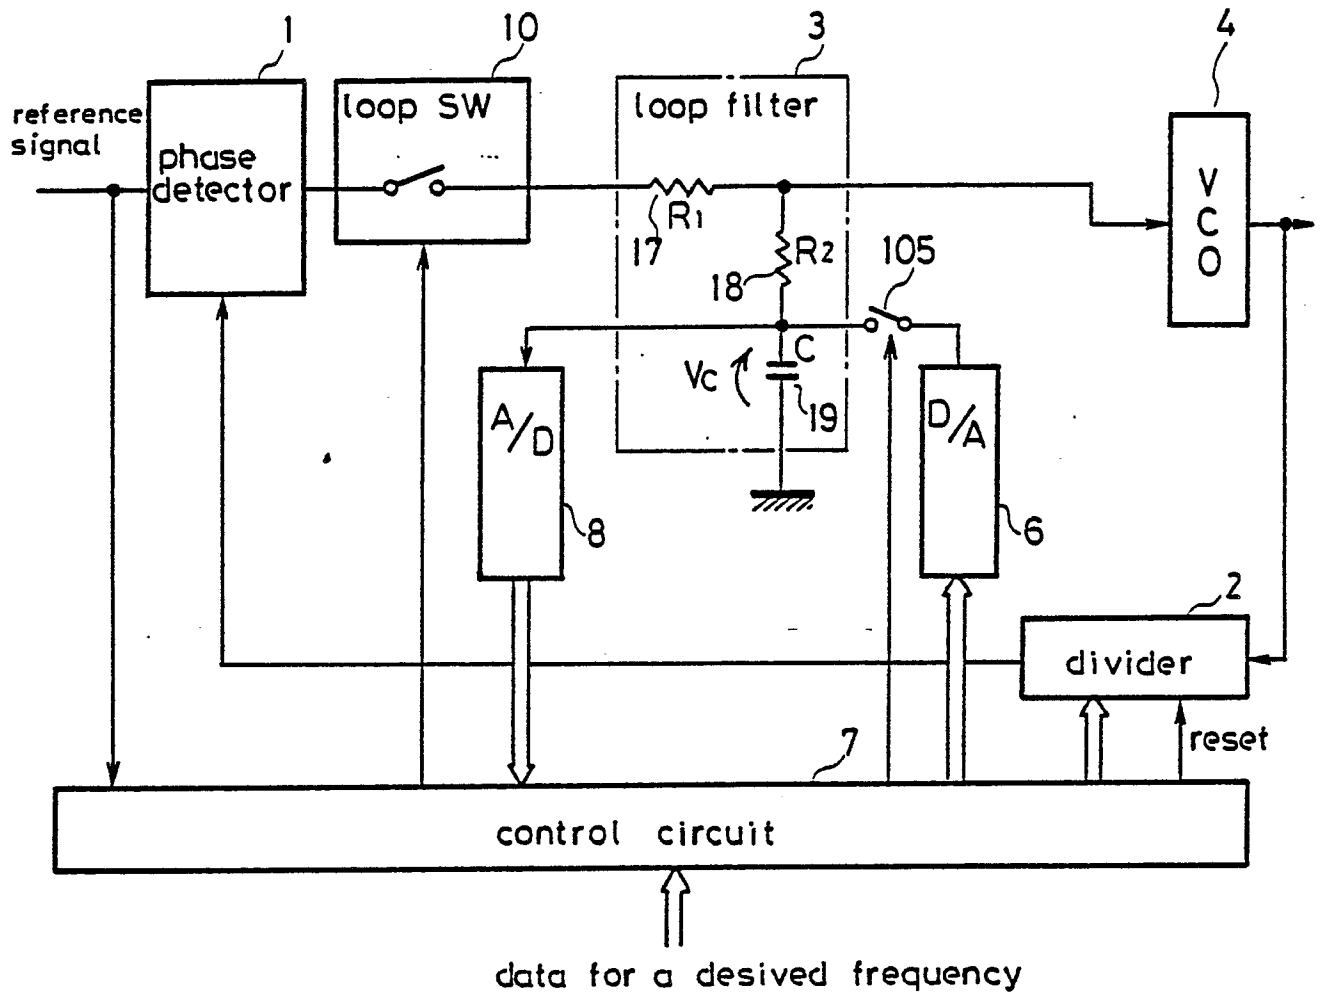 1
10
3
4
reference
signal
phase
detector
loop SW
loop filter
R1
17
R2
18
105
V
C
O
C
Vc
19
A/D
8
D/A
6
2
divider
reset
7
control circuit
data for a desived frequency